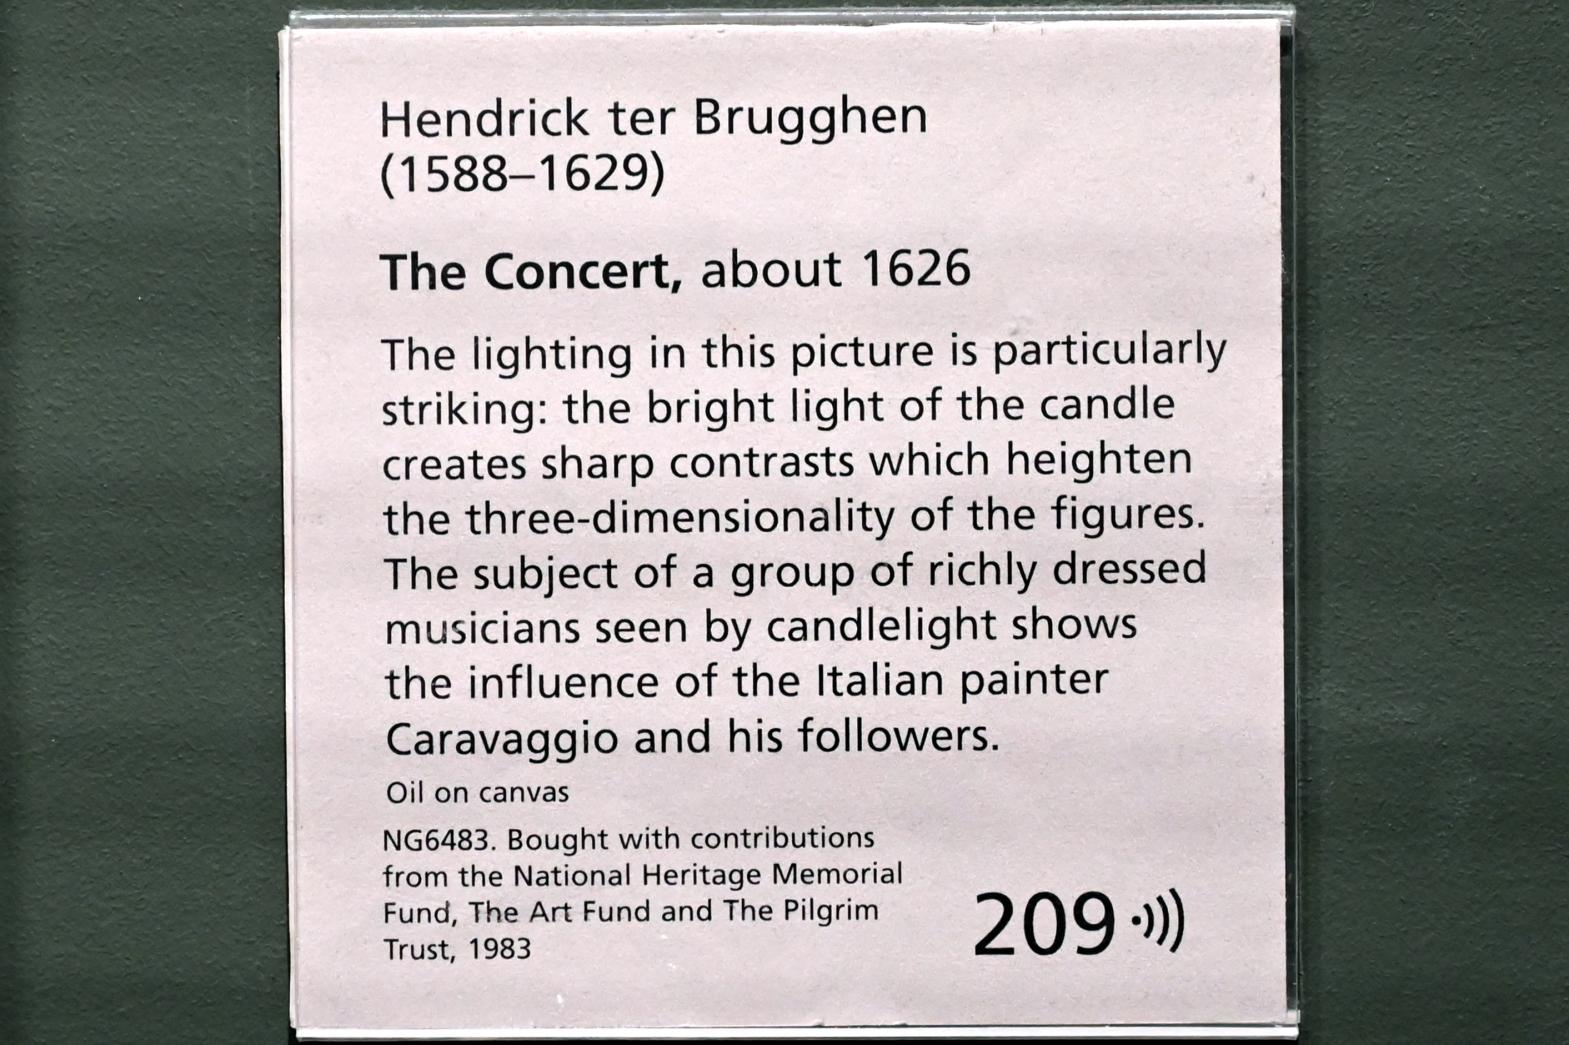 Hendrick ter Brugghen
(1588–1629)
The Concert, about 1626
The lighting in this picture is particularly
striking: the bright light of the candle
creates sharp contrasts which heighten
the three-dimensionality of the figures.
The subject of a group of richly dressed
musicians seen by candlelight shows
the influence of the Italian painter
Caravaggio and his followers.
Oil on canvas
NG6483. Bought with contributions
from the National Heritage Memorial
Fund, The Art Fund and The Pilgrim
Trust, 1983
209